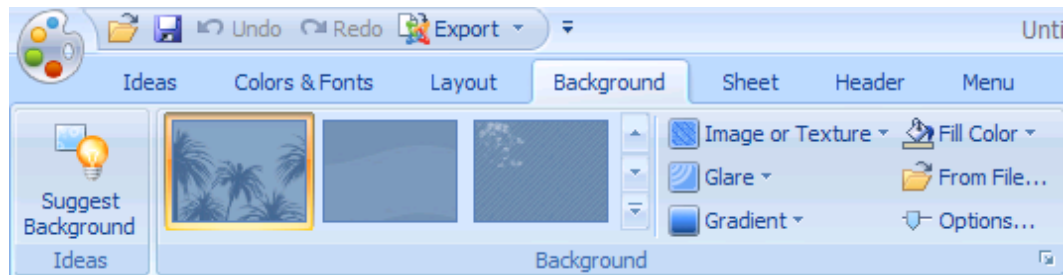 Undo Redo Export Unti
Ideas Colors & Fonts Layout Background Sheet Header Menu
Image or Texture Fill Color
Glare From File...
Suggest
Background
Gradient Options...
Ideas Background